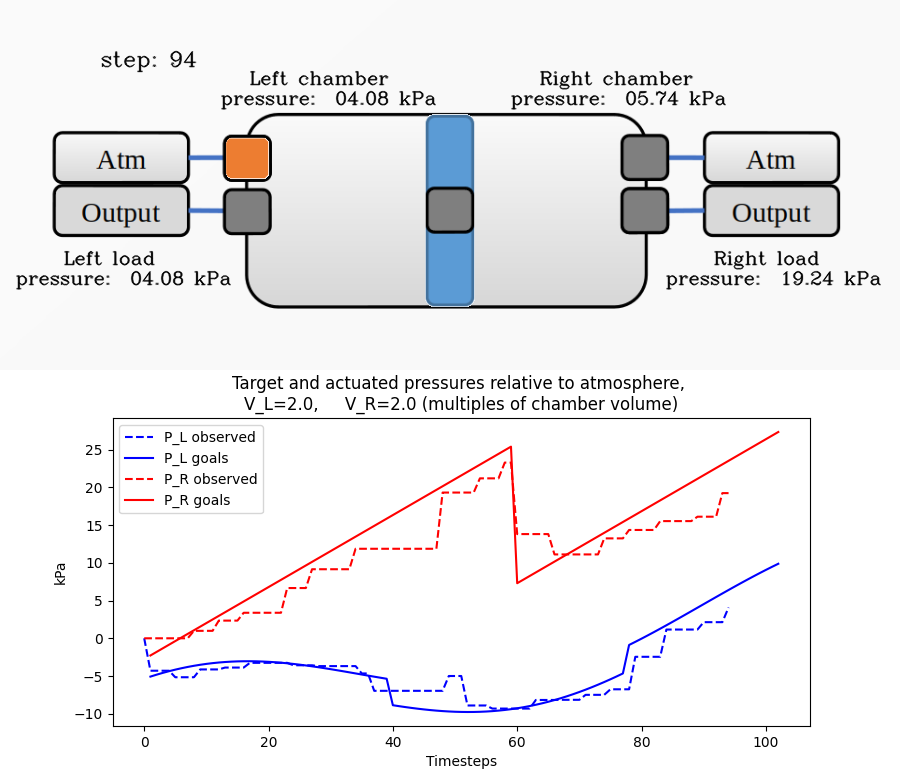 step: 94
Left chamber
pressure:  04.08 kPa
Right chamber
pressure:  05.74 kPa
Atm
Output
Atm
Output
Left load
pressure:  04.08 kPa
Right load
pressure:  19.24 kPa
Target and actuated pressures relative to atmosphere,
V_L=2.0,     V_R=2.0 (multiples of chamber volume)
P_L observed
P_L goals
P_R observed
P_R goals
kPa
25
20
15
10
5
0
−5
−10
0 20 40 60 80 100
Timesteps